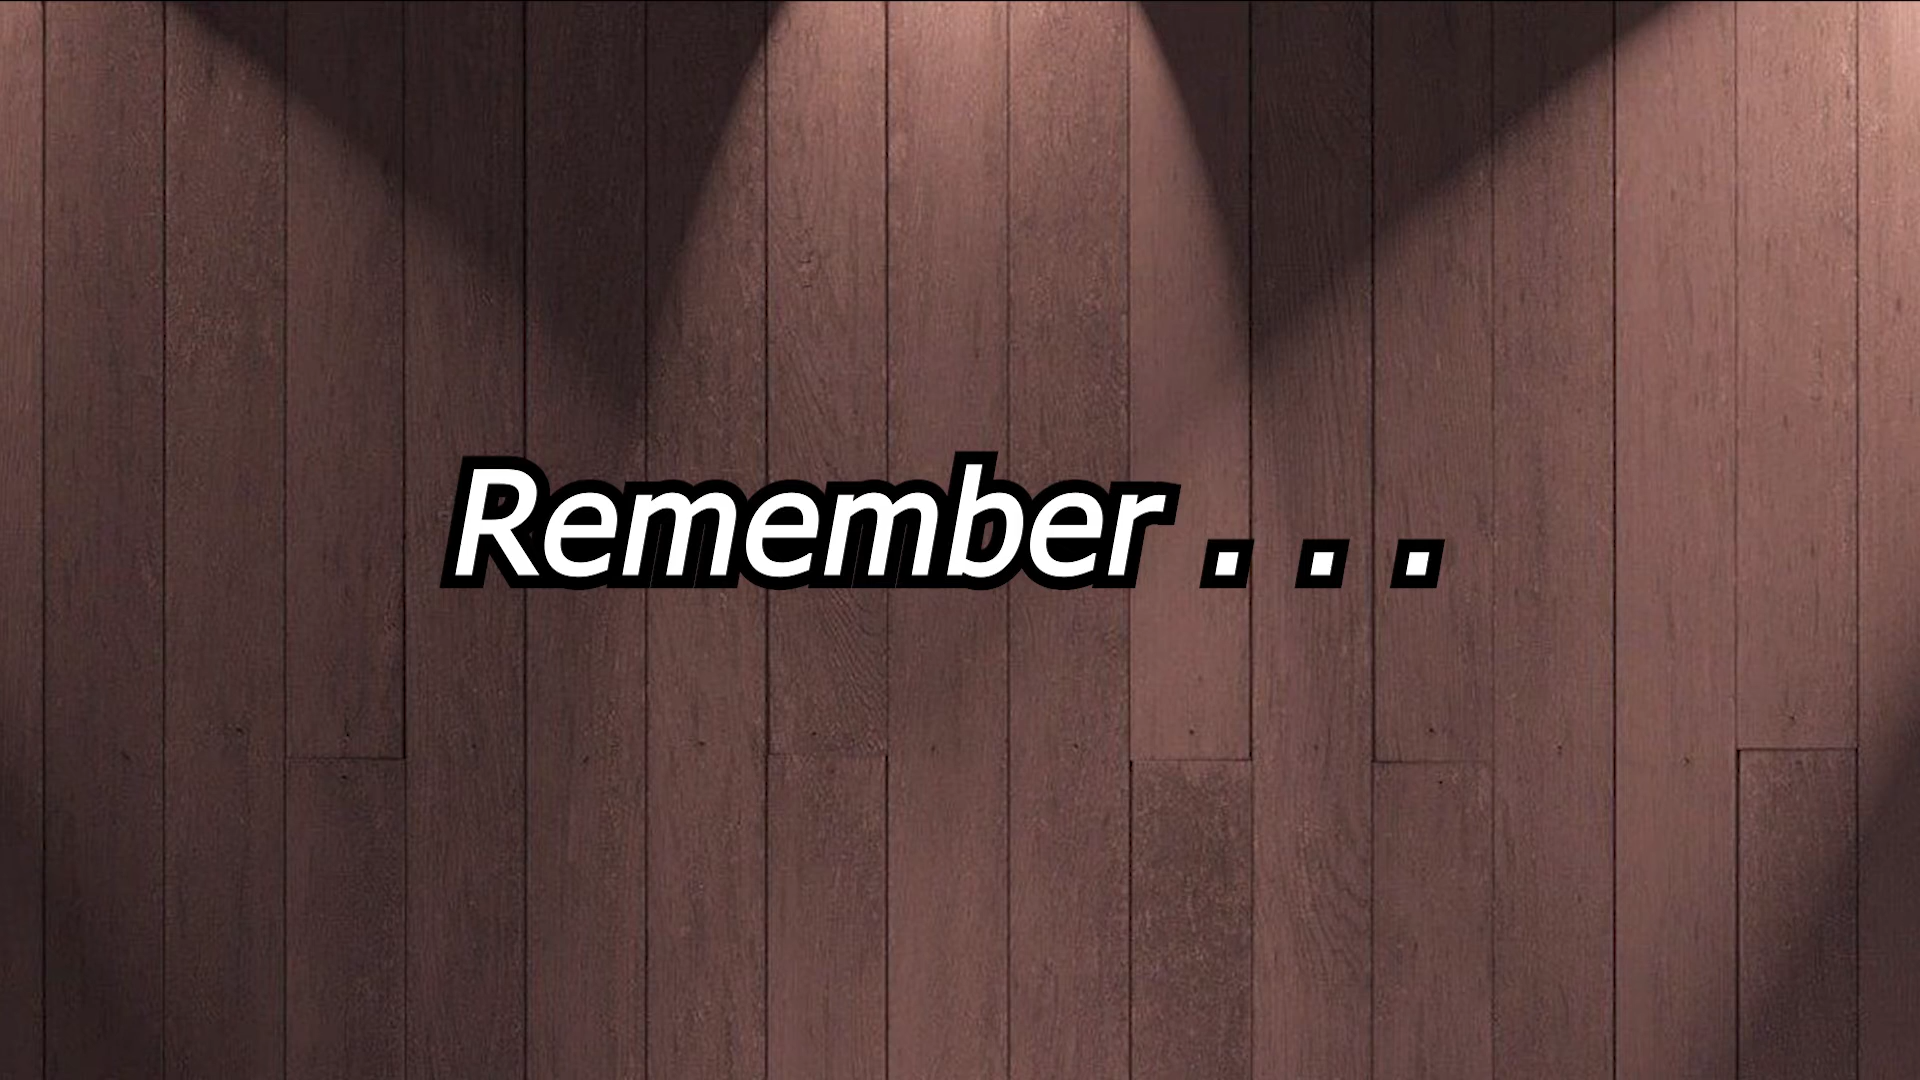 Remember . . .